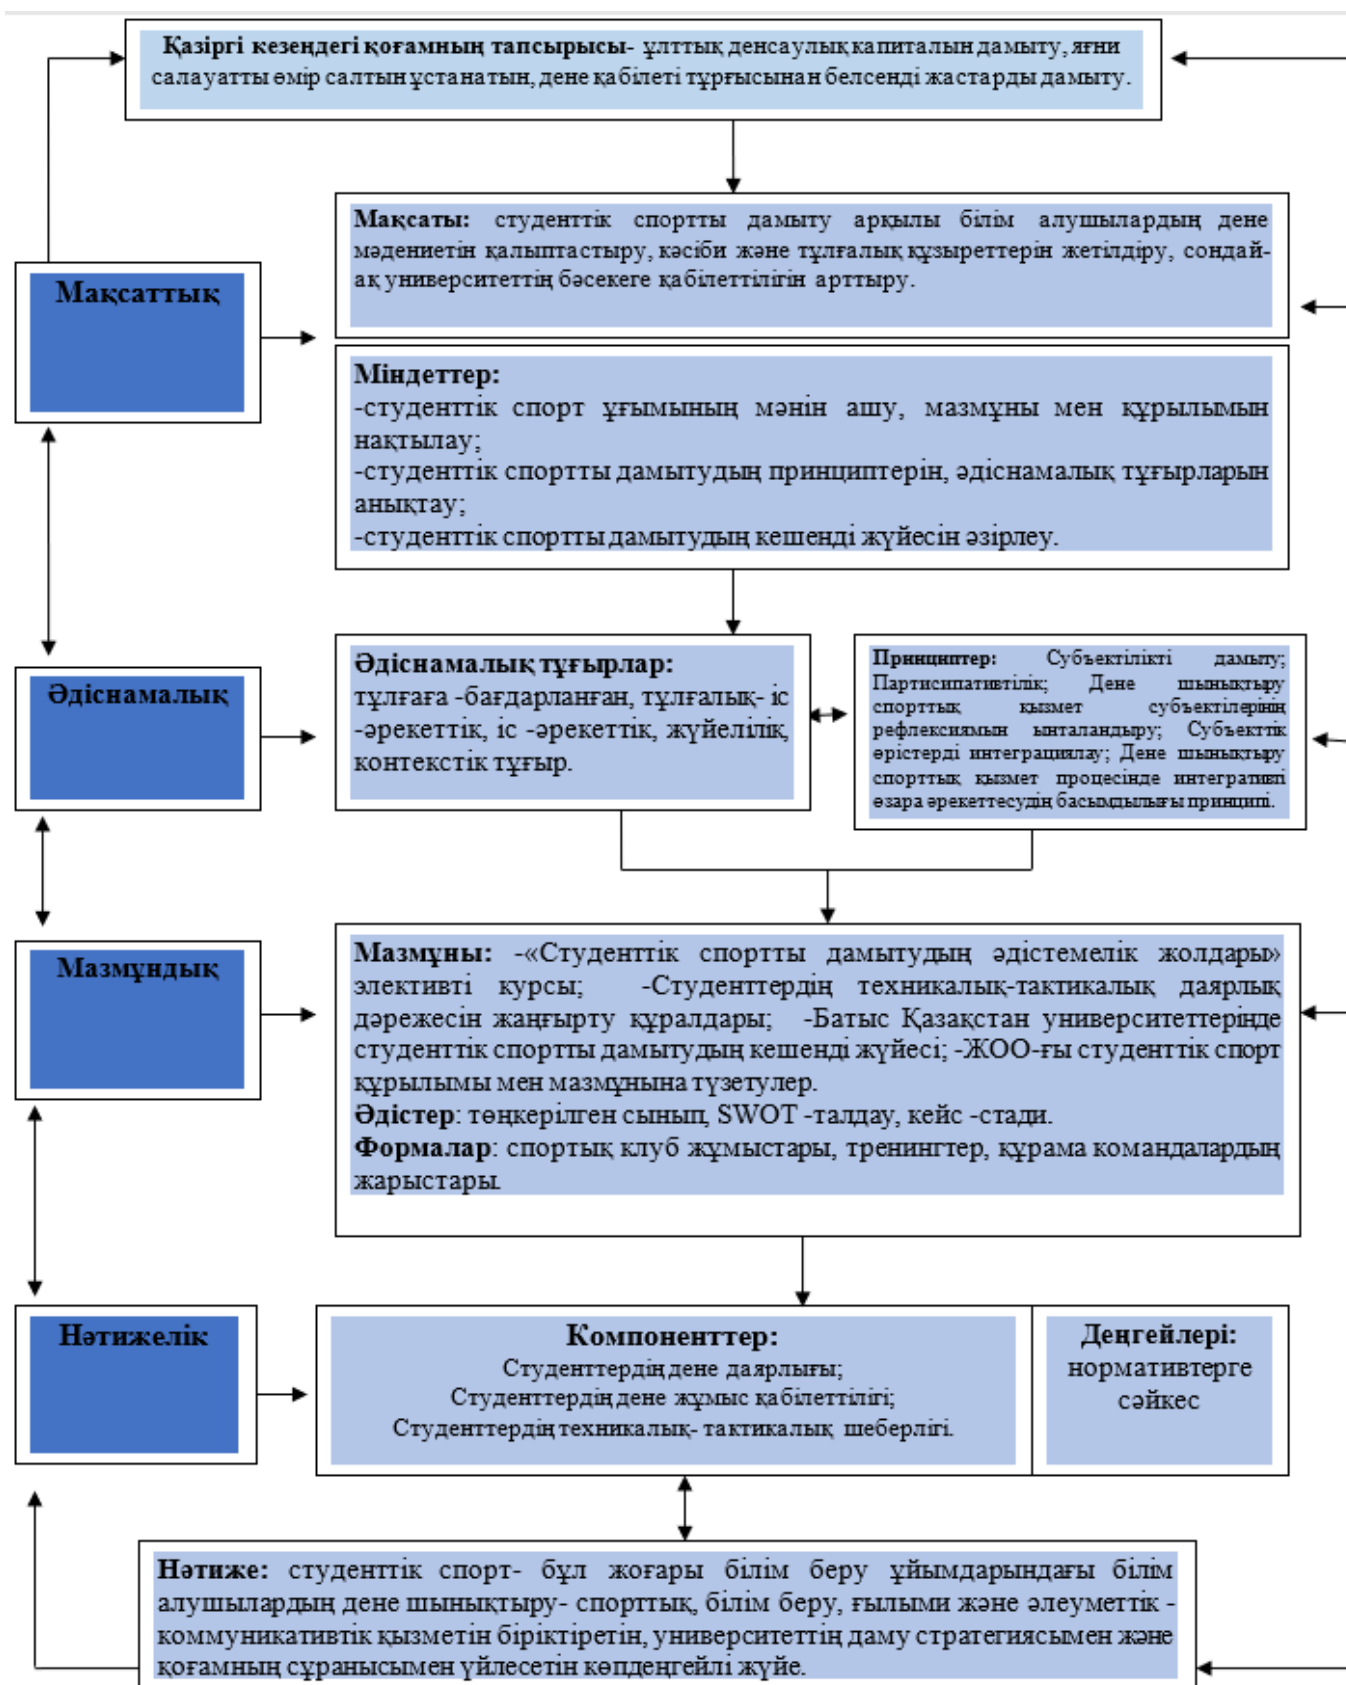 Қазіргі кезеңдегі қоғамның тапсырысы- ұлттық денсаулық капиталын дамыту, яғни
салауатты өмір салтын ұстанатын, дене қабілеті тұрғысынан белсенді жастарды дамыту.
Мақсаттық
Мақсаты: студенттік спортты дамыту арқылы білім алушылардың дене
мәдениетін қалыптастыру, кәсіби және тұлғалық құзыреттерін жетілдіру, сондай-
ақ университеттің бәсекеге қабілеттілігін арттыру.
Міндеттер:
-студенттік спорт ұғымының мәнін ашу, мазмұны мен құрылымын
нақтылау;
-студенттік спортты дамытудың принциптерін, әдіснамалық тұғырларын
анықтау;
-студенттік спортты дамытудың кешенді жүйесін әзірлеу.
Әдіснамалық
Әдіснамалық тұғырлар:
тұлғаға -бағдарланған, тұлғалық- іс
-әрекеттік, іс -әрекеттік, жүйелілік,
контекстік тұғыр.
Принциптер: Субъектілікті дамыту;
Партисипативтілік; Дене шынықтыру
спорттық қызмет субъектілерінің
рефлексиямын ынталандыру; Субъекттік
өрістерді интеграциялау; Дене шынықтыру
спорттық қызмет процесінде интегративті
өзара әрекеттесудің басымдылығы принципі.
Мазмұндық
Мазмұны: -«Студенттік спортты дамытудың әдістемелік жолдары»
элективті курсы; -Студенттердің техникалық-тактикалық даярлық
дәрежесін жаңғырту құралдары; -Батыс Қазақстан университеттерінде
студенттік спортты дамытудың кешенді жүйесі; -ЖОО-ғы студенттік спорт
құрылымы мен мазмұнына түзетулер.
Әдістер: төңкерілген сынып, SWOT -талдау, кейс -стади.
Формалар: спортық клуб жұмыстары, тренингтер, құрама командалардың
жарыстары.
Нәтижелік
Компоненттер:
Студенттердің дене даярлығы;
Студенттердің дене жұмыс қабілеттілігі;
Студенттердің техникалық- тактикалық шеберлігі.
Деңгейлері:
нормативтерге
сәйкес
Нәтиже: студенттік спорт- бұл жоғары білім беру ұйымдарындағы білім
алушылардың дене шынықтыру- спорттық, білім беру, ғылыми және әлеуметтік -
коммуникативтік қызметін біріктіретін, университеттің даму стратегиясымен және
қоғамның сұранысымен үйлесетін көпдеңгейлі жүйе.